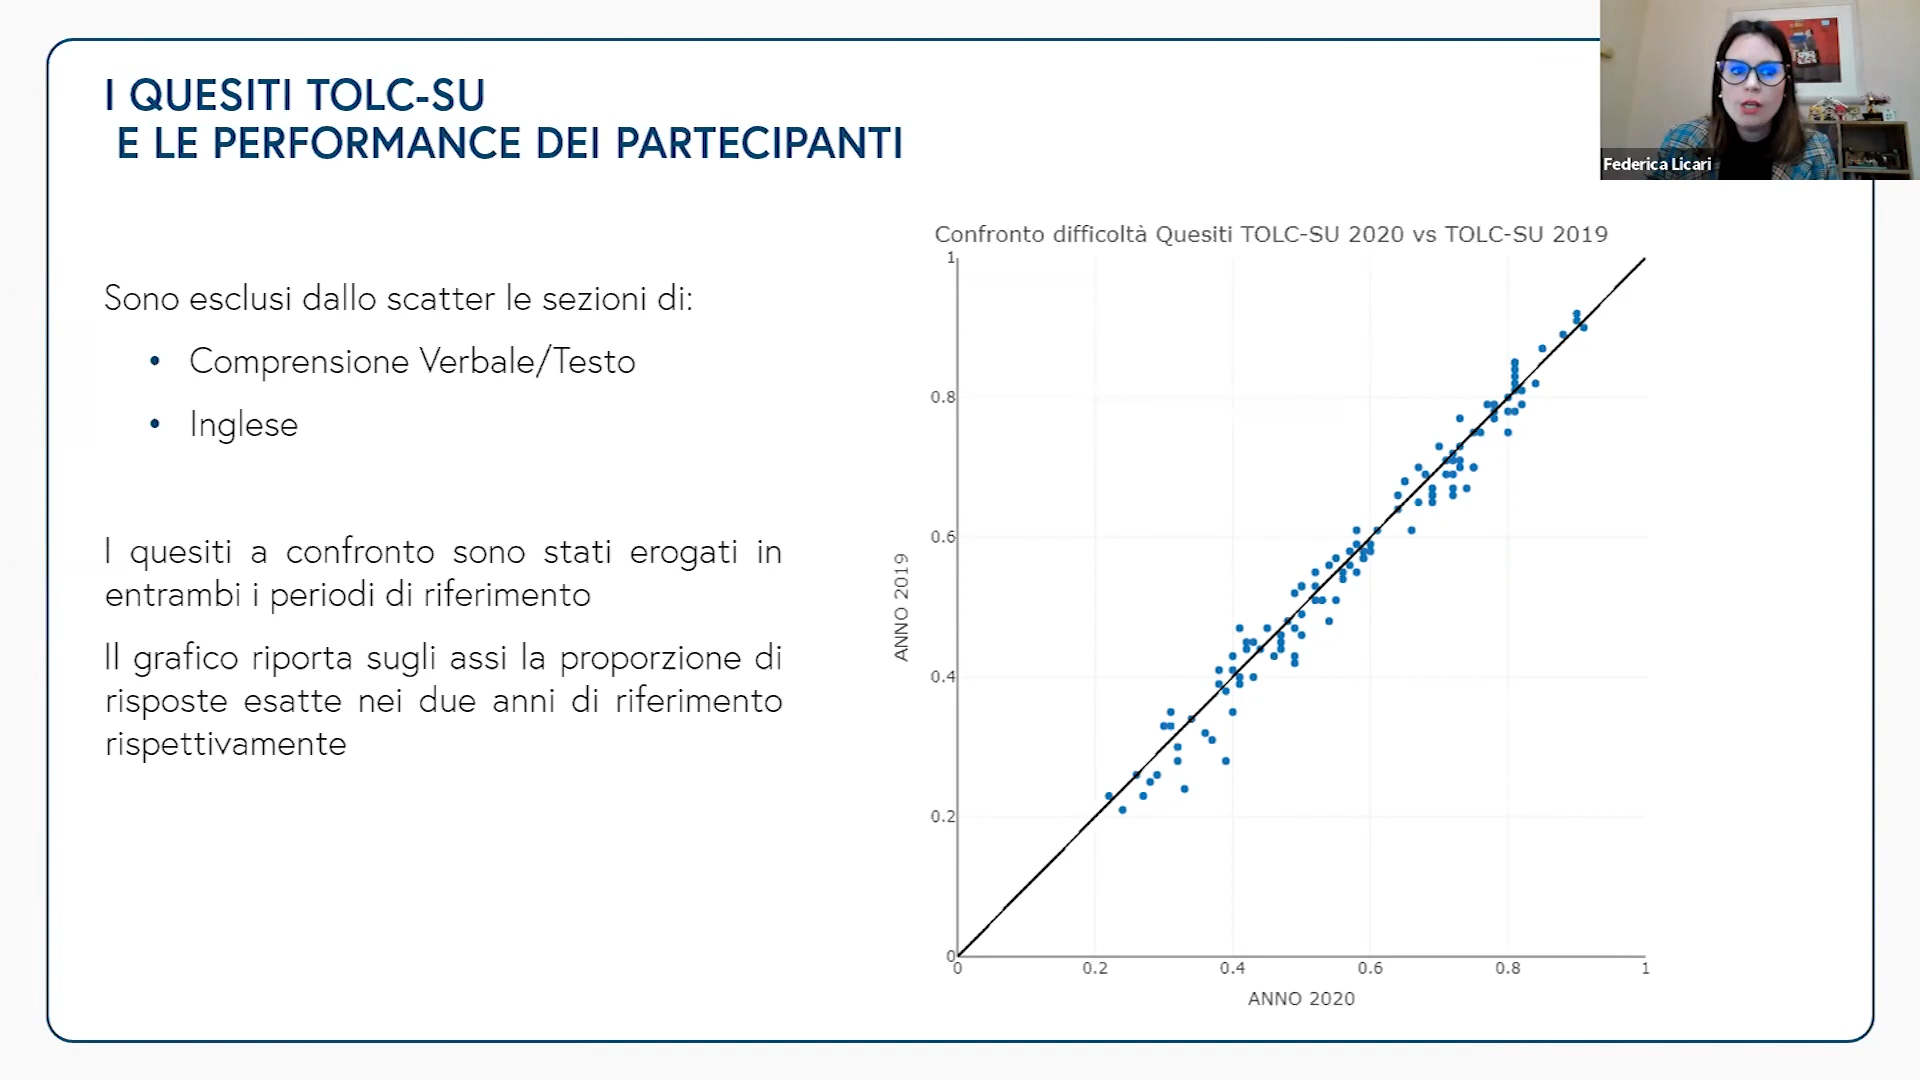 I QUESITI TOLC-SU
E LE PERFORMANCE DEI PARTECIPANTI
Federica Licari
Sono esclusi dallo scatter le sezioni di:
• Comprensione Verbale/Testo
• Inglese
I quesiti a confronto sono stati erogati in
entrambi i periodi di riferimento
Il grafico riporta sugli assi la proporzione di
risposte esatte nei due anni di riferimento
rispettivamente
Confronto difficoltà Quesiti TOLC-SU 2020 vs TOLC-SU 2019
1
0.8
0.6
0.4
0.2
0
ANNO 2019
0 0.2 0.4 0.6 0.8 1
ANNO 2020